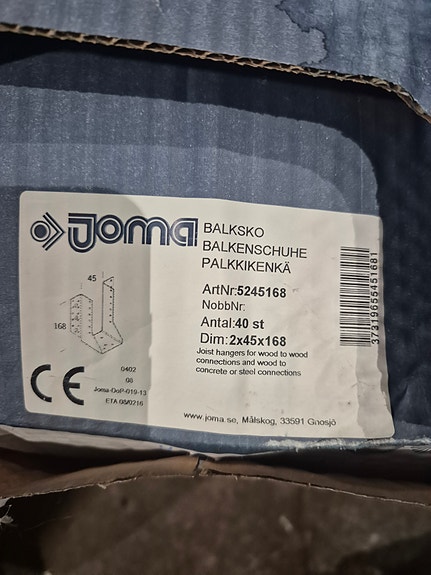 Joma
BALKSKO
BALKENSCHUHE
PALKKIKENKÄ
45
168
ArtNr:5245168
NobbNr:
Antal:40 st
Dim:2x45x168
Joist hangers for wood to wood
connections and wood to
concrete or steel connections
CE
0402
08
Joma-DoP-019-13
ETA 08/0216
www.joma.se, Målskog, 33591 Gnosjö